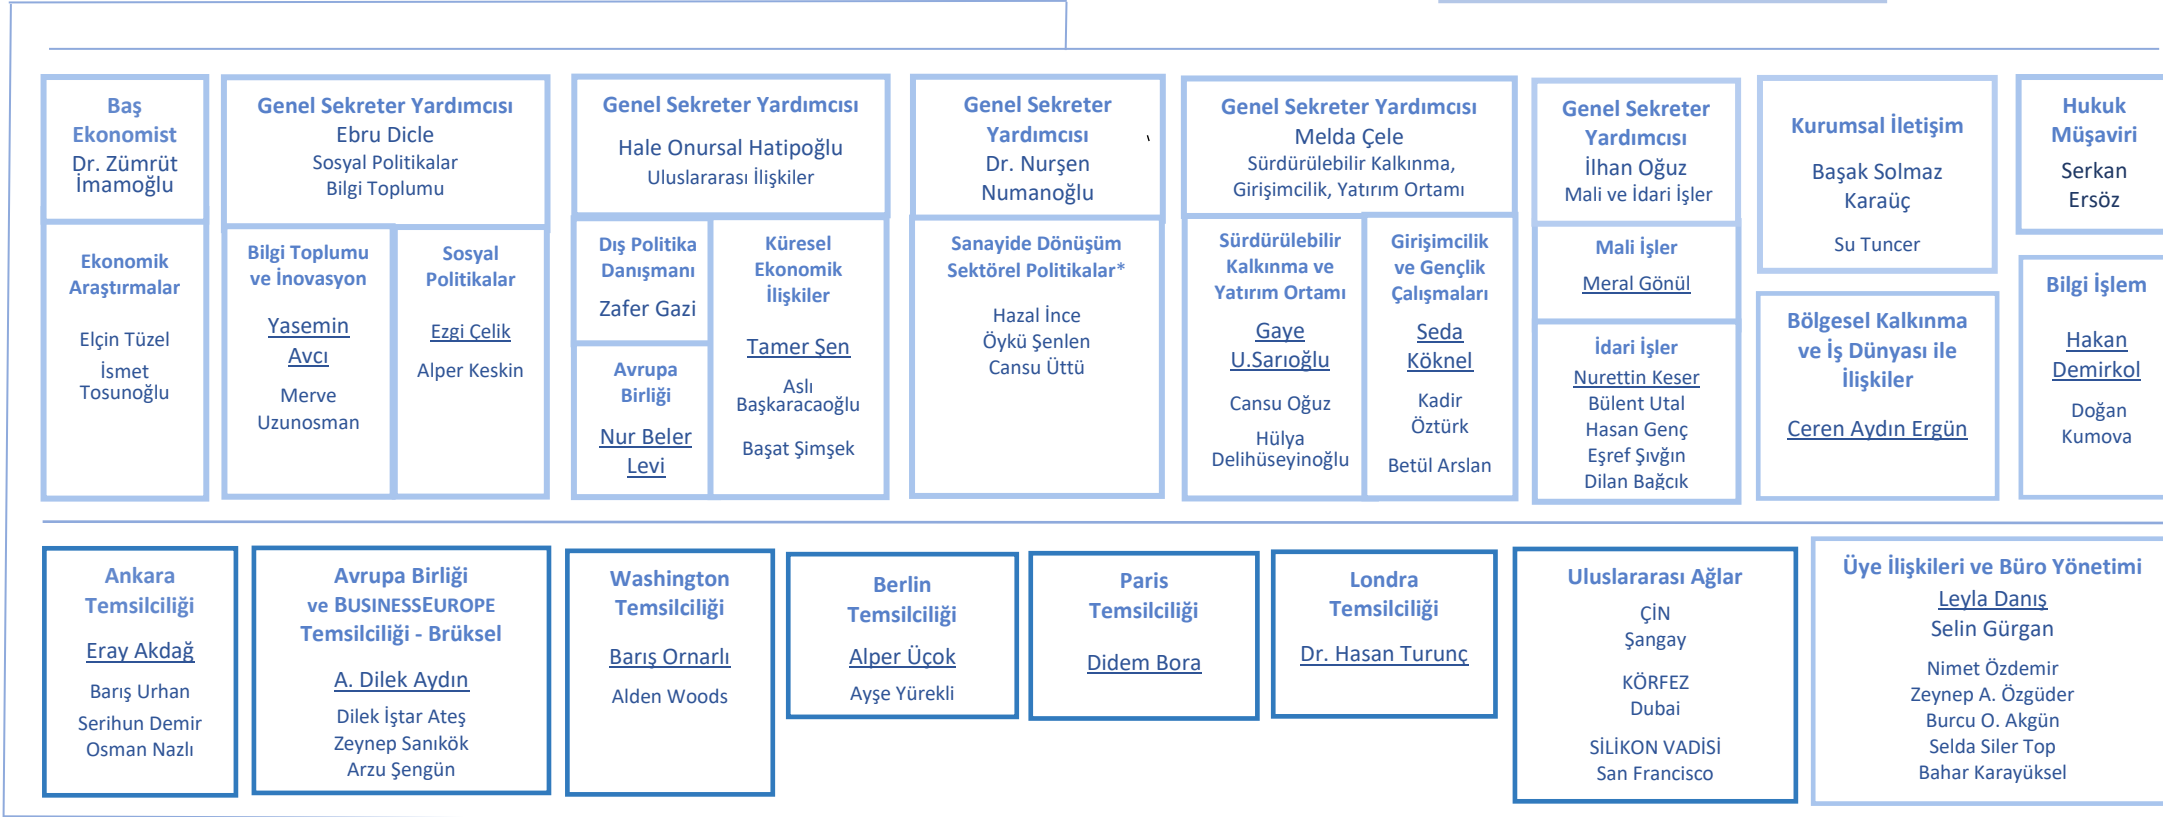 Baş
Ekonomist
Dr. Zümrüt
İmamoğlu
Ekonomik
Araştırmalar
Elçin Tüzel
İsmet
Tosunoğlu
Genel Sekreter Yardımcısı
Ebru Dicle
Sosyal Politikalar
Bilgi Toplumu
Bilgi Toplumu
ve İnovasyon
Yasemin
Avcı
Merve
Uzunosman
Sosyal
Politikalar
Ezgi Çelik
Alper Keskin
Genel Sekreter Yardımcısı
Hale Onursal Hatipoğlu
Uluslararası İlişkiler
Dış Politika
Danışmanı
Zafer Gazi
Avrupa
Birliği
Nur Beler
Levi
Küresel
Ekonomik
İlişkiler
Tamer Şen
Aslı
Başkaracaoğlu
Başat Şimşek
Genel Sekreter
Yardımcısı
Dr. Nurşen
Numanoğlu
Sanayide Dönüşüm
Sektörel Politikalar*
Hazal İnce
Öykü Şenlen
Cansu Üttü
Genel Sekreter Yardımcısı
Melda Çele
Sürdürülebilir Kalkınma,
Girişimcilik, Yatırım Ortamı
Sürdürülebilir
Kalkınma ve
Yatırım Ortamı
Gaye
U.Sarıoğlu
Cansu Oğuz
Hülya
Delihüseyinoğlu
Girişimcilik
ve Gençlik
Çalışmaları
Seda
Köknel
Kadir
Öztürk
Betül Arslan
Genel Sekreter
Yardımcısı
İlhan Oğuz
Mali ve İdari İşler
Mali İşler
Meral Gönül
İdari İşler
Nurettin Keser
Bülent Utal
Hasan Genç
Eşref Şıvğın
Dilan Bağcık
Kurumsal İletişim
Başak Solmaz
Karaüç
Su Tuncer
Bölgesel Kalkınma
ve İş Dünyası ile
İlişkiler
Ceren Aydın Ergün
Hukuk
Müşaviri
Serkan
Ersöz
Bilgi İşlem
Hakan
Demirkol
Doğan
Kumova
Ankara
Temsilciliği
Eray Akdağ
Barış Urhan
Serihun Demir
Osman Nazlı
Avrupa Birliği
ve BUSINESSEUROPE
Temsilciliği - Brüksel
A. Dilek Aydın
Dilek İştar Ateş
Zeynep Sanıkök
Arzu Şengün
Washington
Temsilciliği
Barış Ornarlı
Alden Woods
Berlin
Temsilciliği
Alper Üçok
Ayşe Yürekli
Paris
Temsilciliği
Didem Bora
Londra
Temsilciliği
Dr. Hasan Turunç
Uluslararası Ağlar
ÇİN
Şangay
KÖRFEZ
Dubai
SİLİKON VADİSİ
San Francisco
Üye İlişkileri ve Büro Yönetimi
Leyla Danış
Selin Gürgan
Nimet Özdemir
Zeynep A. Özgüder
Burcu O. Akgün
Selda Siler Top
Bahar Karayüksel